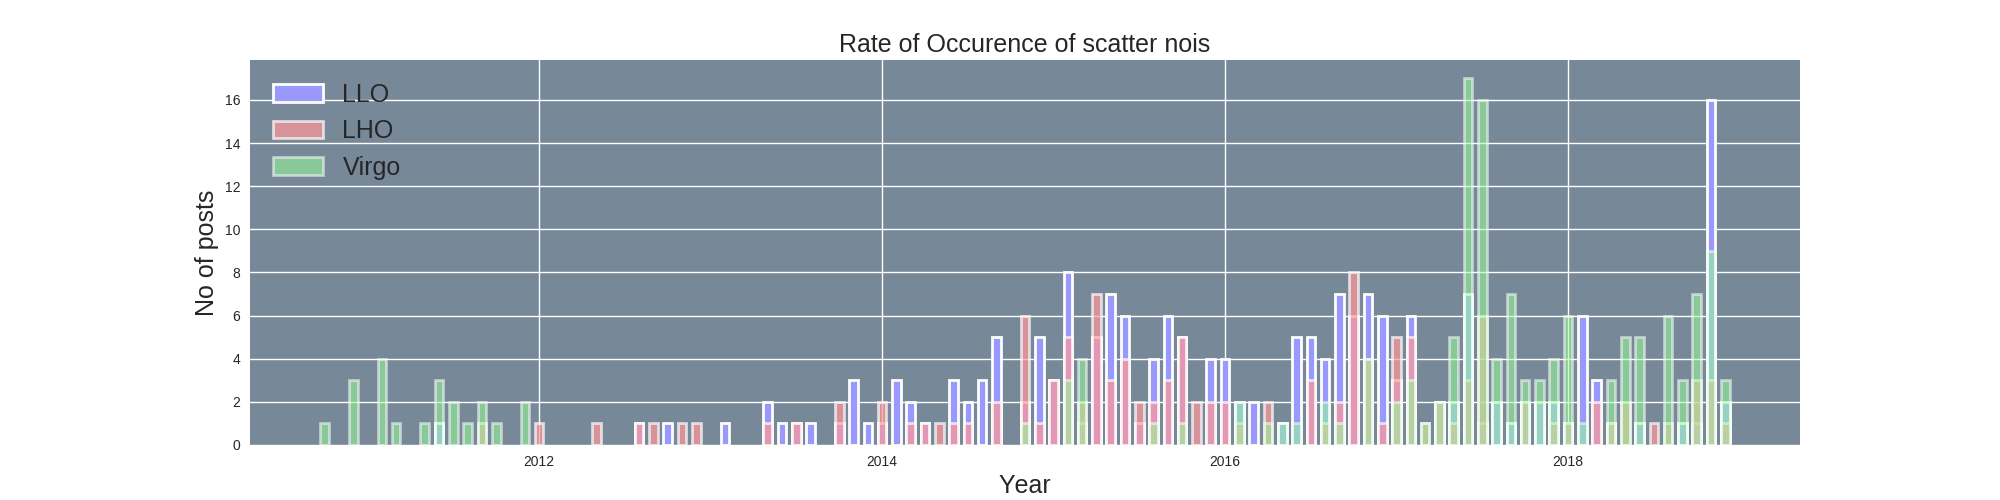 Rate of Occurence of scatter nois
LLO
LHO
Virgo
No of posts
16
14
12
10
8
6
4
2
0
2012
2014
2016
2018
Year